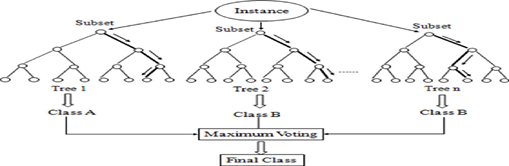 Instance
Subset Subset Subset
Tree 1 Tree 2 ........ Tree n
Class A Class B Class B
Maximum Voting
Final Class